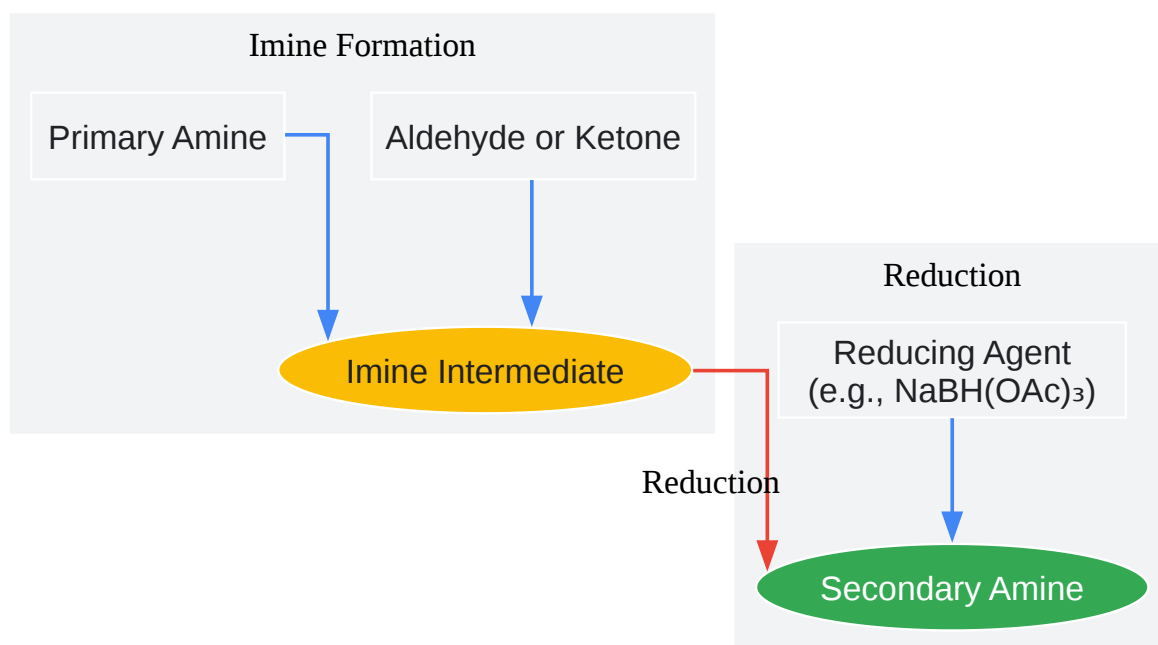 Imine Formation
Primary Amine
Aldehyde or Ketone
Imine Intermediate
Reduction
Reduction
Reducing Agent
(e.g., NaBH(OAc)₃)
Secondary Amine